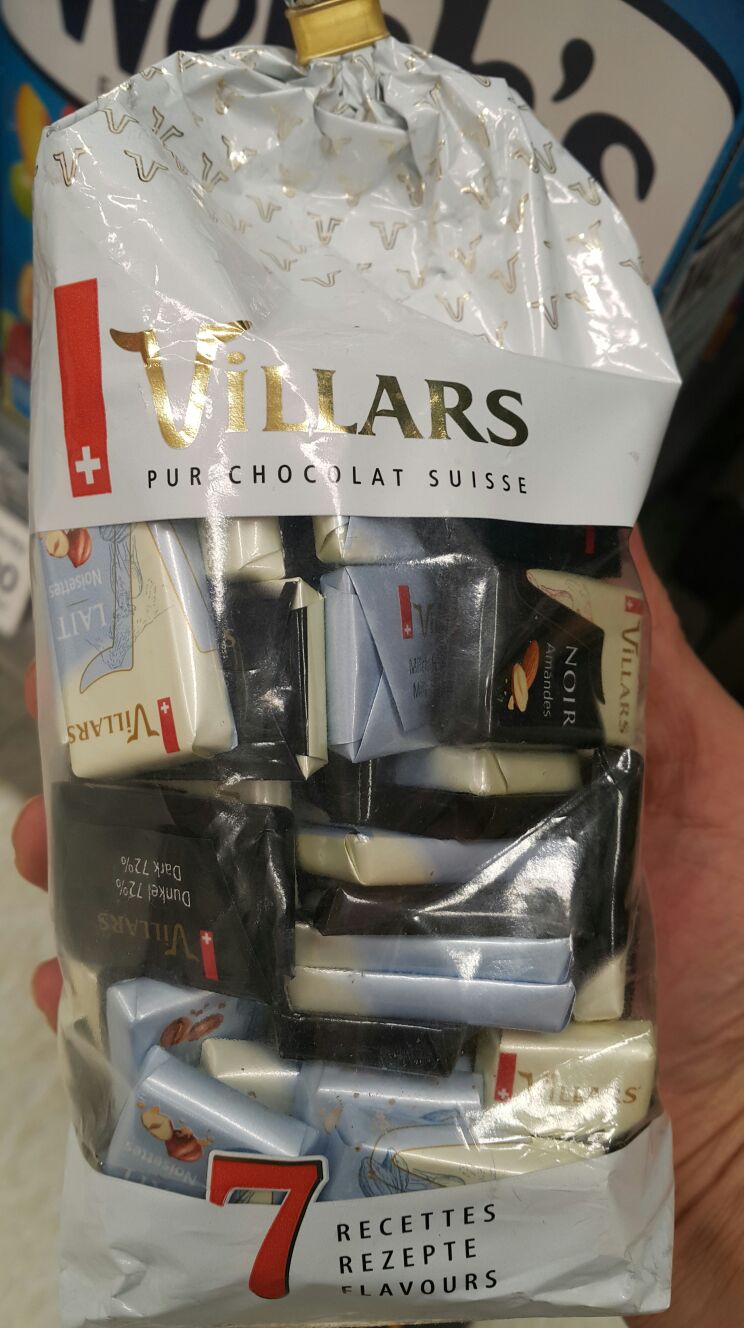 VILLARS
PUR CHOCOLAT SUISSE
LAIT
Noisettes
VILLARS
NOIR
Amandes
VILLARS
Dunkel 72%
Dark 72%
VILLARS
VILLARS
Noisettes
7
RECETTES
REZEPTE
FLAVOURS